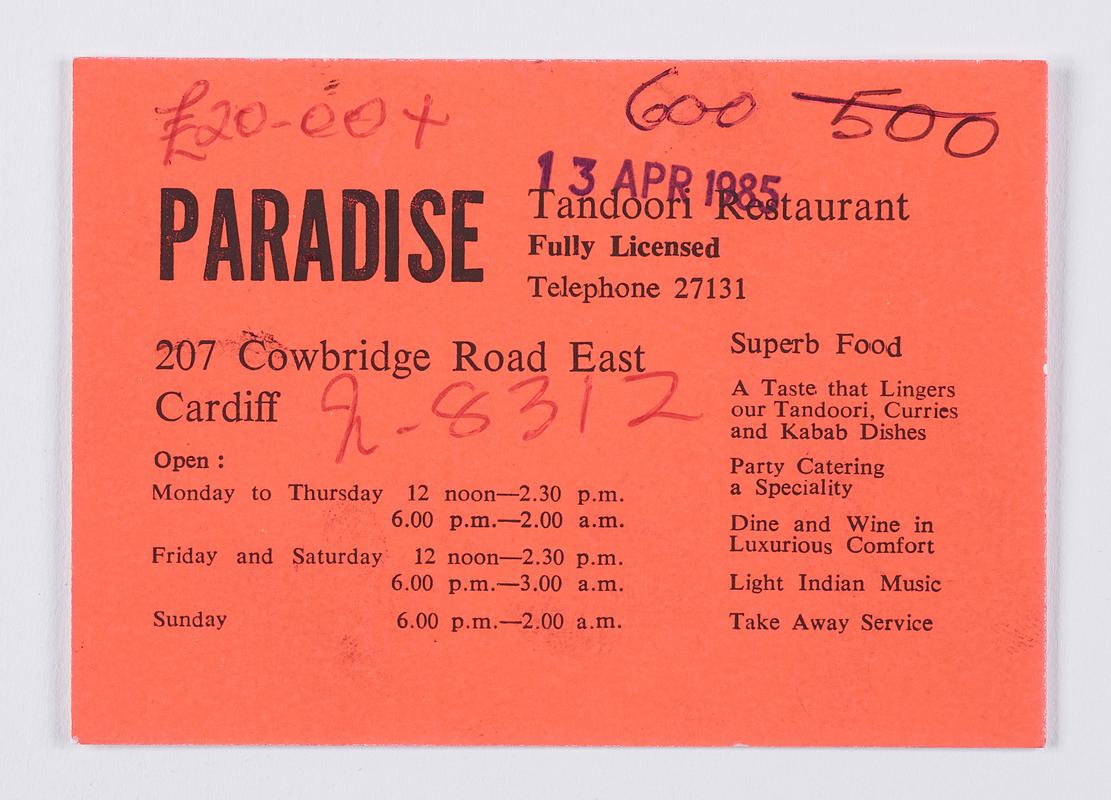 £20-00 +
600 500
13 APR 1985
PARADISE
Tandoori Restaurant
Fully Licensed
Telephone 27131
207 Cowbridge Road East
Cardiff
8312
Open :
Monday to Thursday 12 noon—2.30 p.m.
6.00 p.m.—2.00 a.m.
Friday and Saturday 12 noon—2.30 p.m.
6.00 p.m.—3.00 a.m.
Sunday 6.00 p.m.—2.00 a.m.
Superb Food
A Taste that Lingers
our Tandoori, Curries
and Kabab Dishes
Party Catering
a Speciality
Dine and Wine in
Luxurious Comfort
Light Indian Music
Take Away Service